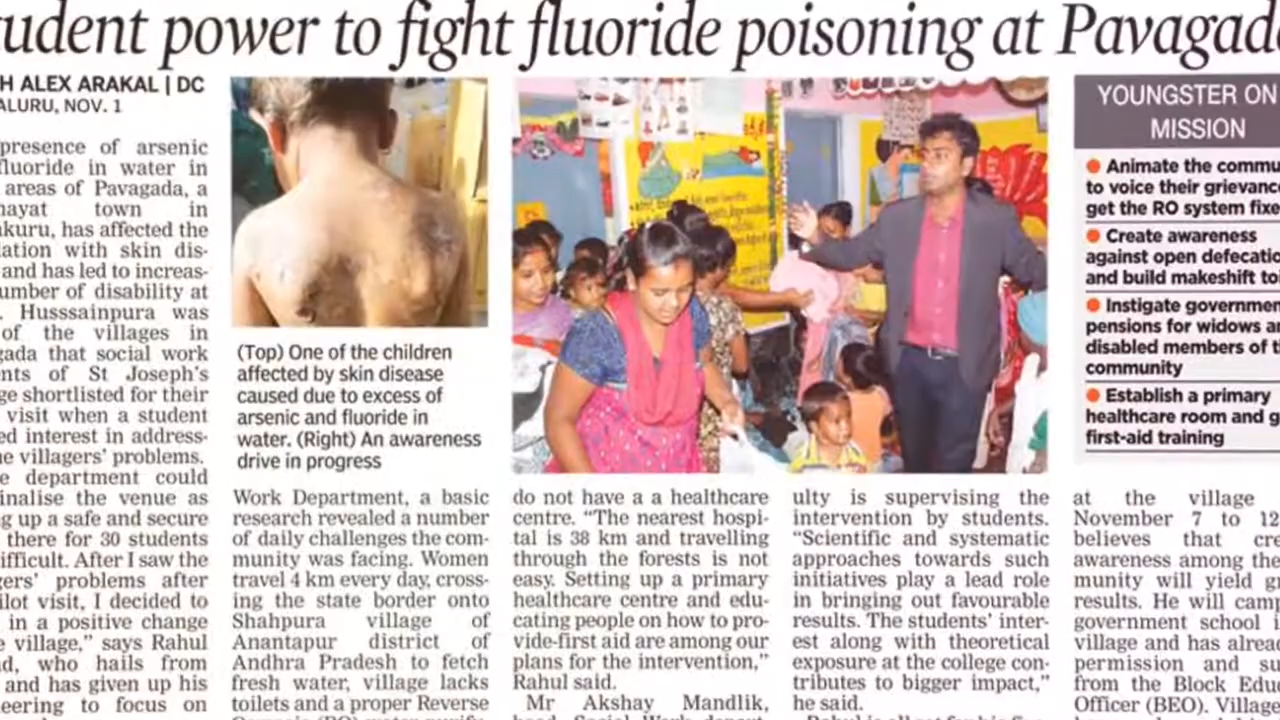 udent power to fight fluoride poisoning at Pavagad
H ALEX ARAKAL | DC
ALURU, NOV. 1
presence of arsenic
fluoride in water in
areas of Pavagada, a
hayat town in
akuru, has affected the
lation with skin dis-
and has led to increas-
umber of disability at
. Husssainpura was
of the villages in
gada that social work
ents of St Joseph's
ge shortlisted for their
visit when a student
ed interest in address-
he villagers' problems.
e department could
inalise the venue as
g up a safe and secure
there for 30 students
ifficult. After I saw the
gers' problems after
ilot visit, I decided to
in a positive change
e village," says Rahul
d, who hails from
and has given up his
eering to focus on
(Top) One of the children
affected by skin disease
caused due to excess of
arsenic and fluoride in
water. (Right) An awareness
drive in progress
Work Department, a basic
research revealed a number
of daily challenges the com-
munity was facing. Women
travel 4 km every day, cross-
ing the state border onto
Shahpura village of
Anantapur district of
Andhra Pradesh to fetch
fresh water, village lacks
toilets and a proper Reverse
do not have a a healthcare
centre. "The nearest hospi-
tal is 38 km and travelling
through the forests is not
easy. Setting up a primary
healthcare centre and edu-
cating people on how to pro-
vide-first aid are among our
plans for the intervention,"
Rahul said.
Mr Akshay Mandlik,
head, Social Work depart-
ulty is supervising the
intervention by students.
"Scientific and systematic
approaches towards such
initiatives play a lead role
in bringing out favourable
results. The students' inter-
est along with theoretical
exposure at the college con-
tributes to bigger impact,"
he said.
YOUNGSTER ON
MISSION
Animate the commu
to voice their grievanc
get the RO system fixe
Create awareness
against open defecatio
and build makeshift to
Instigate governmen
pensions for widows a
disabled members of t
community
Establish a primary
healthcare room and g
first-aid training
at the village
November 7 to 12
believes that cre
awareness among the
munity will yield gr
results. He will cam
government school i
village and has alrea
permission and su
from the Block Edu
Officer (BEO). Village